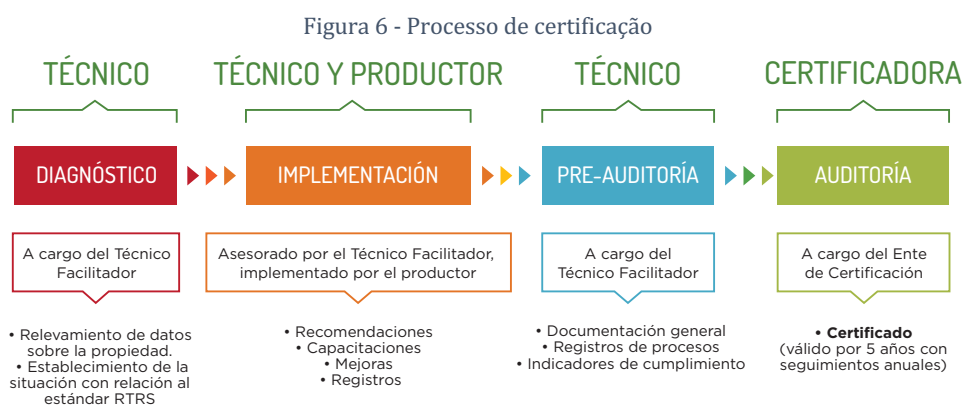 Figura 6 - Processo de certificação
TÉCNICO
TÉCNICO Y PRODUCTOR
TÉCNICO
CERTIFICADORA
DIAGNÓSTICO
IMPLEMENTACIÓN
PRE-AUDITORÍA
AUDITORÍA
A cargo del Técnico
Facilitador
Asesorado por el Técnico Facilitador,
implementado por el productor
A cargo del
Técnico Facilitador
A cargo del Ente
de Certificación
• Relevamiento de datos
sobre la propiedad.
• Establecimiento de la
situación con relación al
estándar RTRS
• Recomendaciones
• Capacitaciones
• Mejoras
• Registros
• Documentación general
• Registros de procesos
• Indicadores de cumplimiento
• Certificado
(válido por 5 años con
seguimientos anuales)